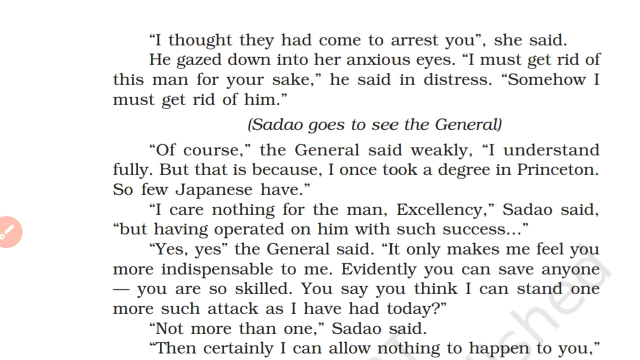 “I thought they had come to arrest you”, she said.
He gazed down into her anxious eyes. “I must get rid of
this man for your sake,” he said in distress. “Somehow I
must get rid of him.”
(Sadao goes to see the General)
“Of course,” the General said weakly, “I understand
fully. But that is because, I once took a degree in Princeton.
So few Japanese have.”
“I care nothing for the man, Excellency,” Sadao said,
“but having operated on him with such success…”
“Yes, yes” the General said. “It only makes me feel you
more indispensable to me. Evidently you can save anyone
— you are so skilled. You say you think I can stand one
more such attack as I have had today?”
“Not more than one,” Sadao said.
“Then certainly I can allow nothing to happen to you,”